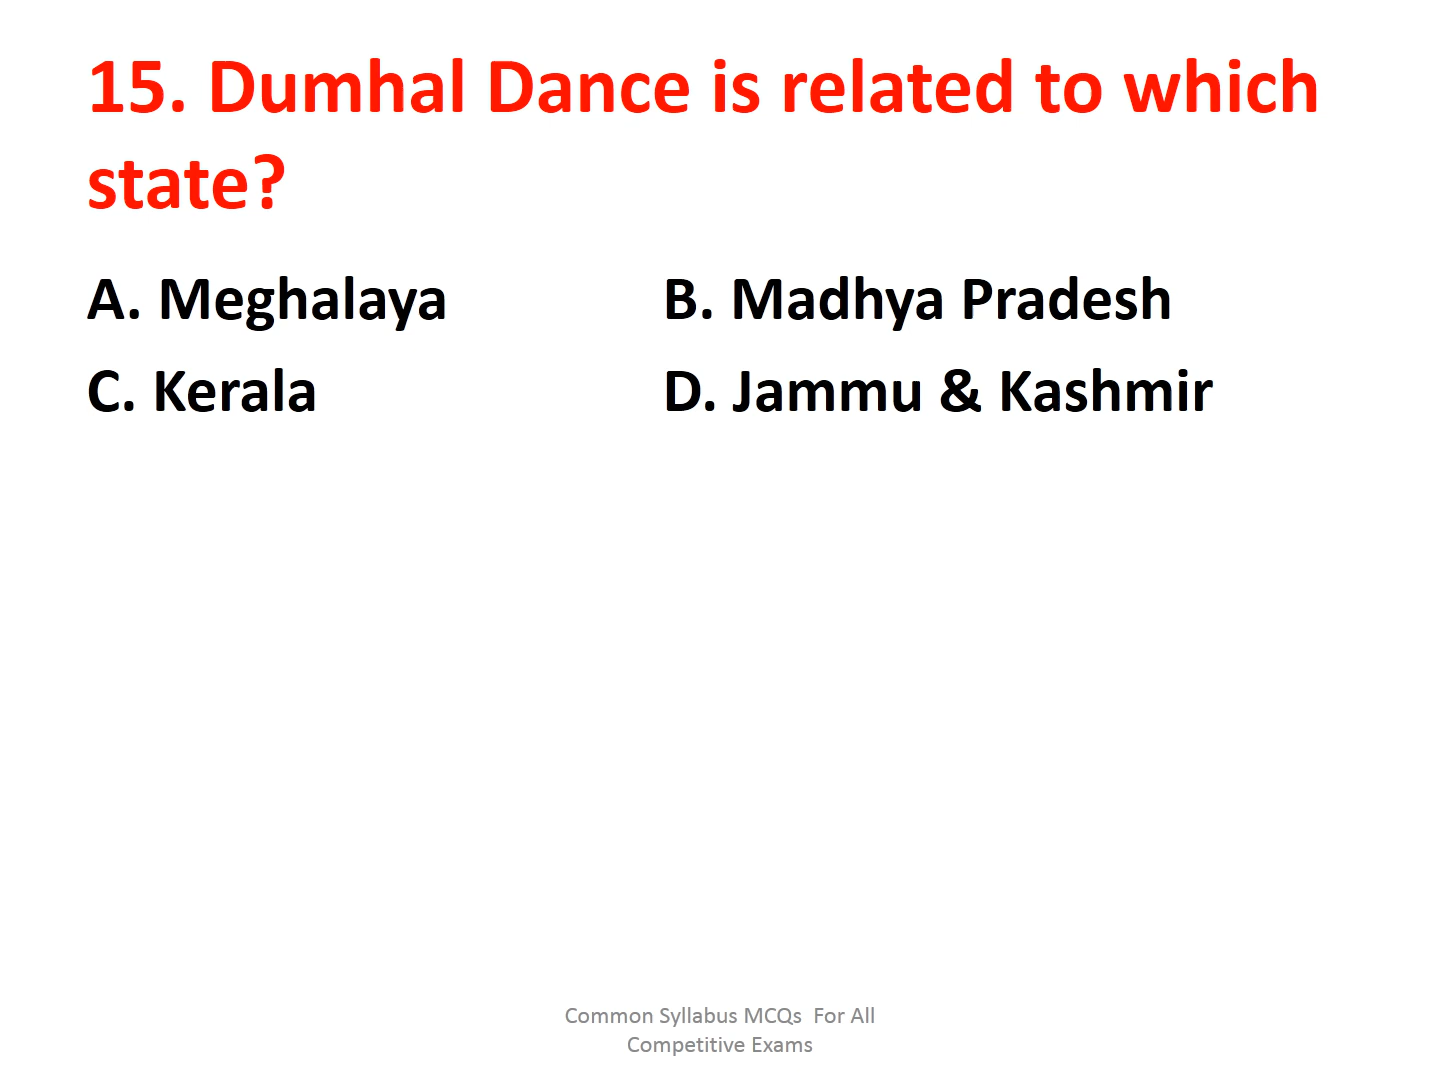 15. Dumhal Dance is related to which
state?
A. Meghalaya B. Madhya Pradesh
C. Kerala D. Jammu & Kashmir
Common Syllabus MCQs For All
Competitive Exams